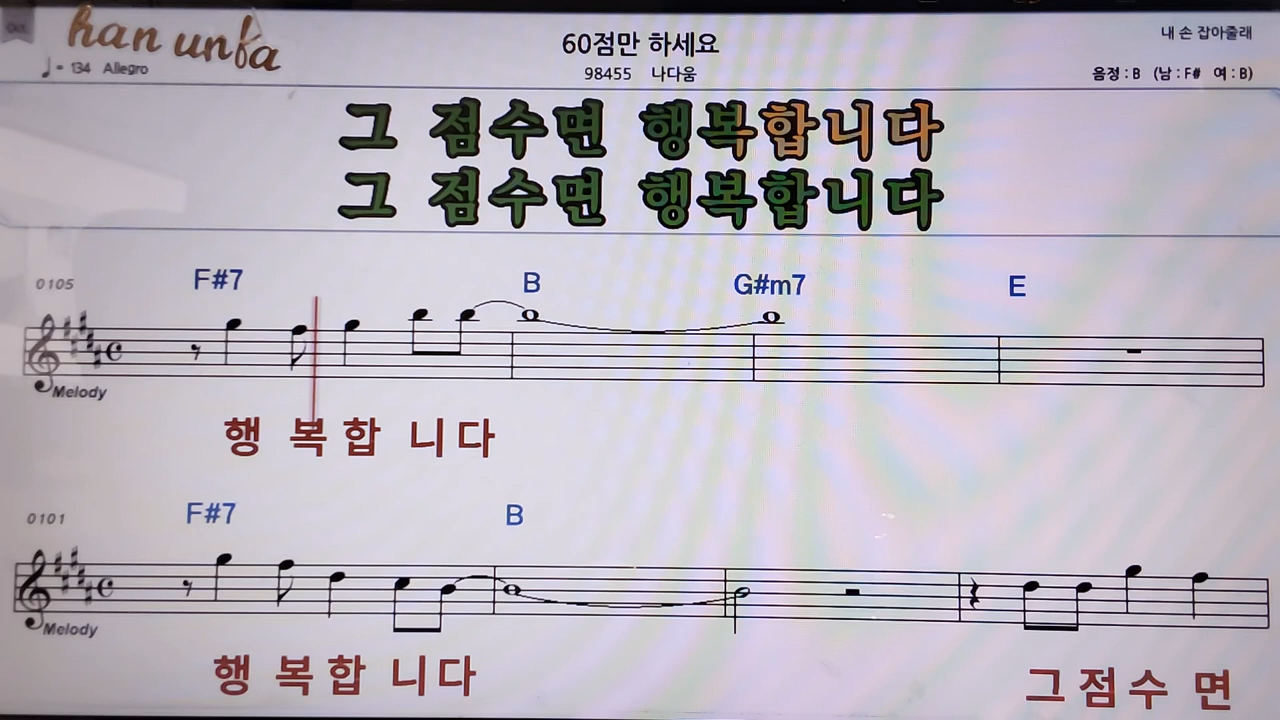 han unfa
60점만 하세요
내 손 잡아줄래
♩= 134 Allegro
98455 나다움
음정 : B (남 : F# 여 : B)
그 점수면 행복합니다
그 점수면 행복합니다
0105 F#7 B G#m7 E
Melody
행 복합 니다
0101 F#7 B
Melody
행 복합 니다 그점수 면